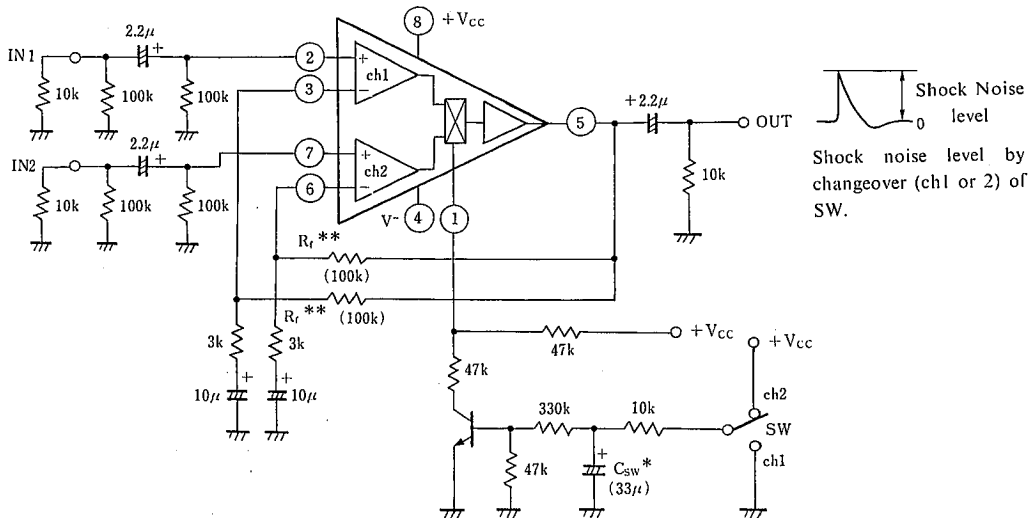 8 +Vcc
IN1
2.2μ
+
2
+
ch1
3
−
10k
100k
100k
5
+2.2μ
OUT
0
Shock Noise
level
IN2
2.2μ
+
7
+
ch2
6
−
10k
100k
100k
V-
4
1
10k
Shock noise level by
changeover (ch1 or 2) of
SW.
Rf**
(100k)
Rf**
(100k)
3k
3k
47k
+Vcc
+Vcc
+
10μ
+
10μ
47k
330k
10k
ch2
SW
ch1
47k
+
Csw*
(33μ)